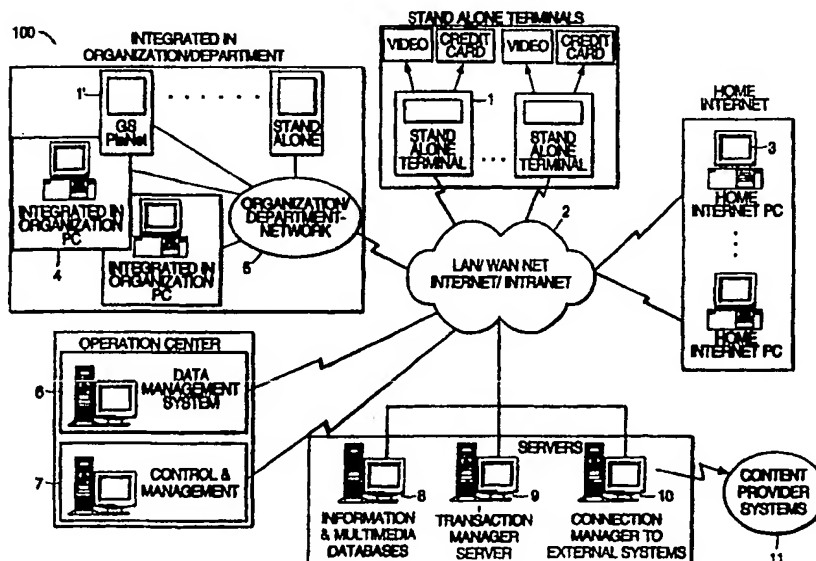 100
INTEGRATED IN
ORGANIZATION/DEPARTMENT
1'
GS
PlaNet
STAND
ALONE
INTEGRATED IN
ORGANIZATION
PC
4
INTEGRATED IN
ORGANIZATION
PC
ORGANIZATION/
DEPARTMENT-
NETWORK
5
STAND ALONE TERMINALS
VIDEO
CREDIT
CARD
VIDEO
CREDIT
CARD
1
STAND
ALONE
TERMINAL
STAND
ALONE
TERMINAL
HOME
INTERNET
3
HOME
INTERNET PC
HOME
INTERNET PC
2
LAN/WAN NET
INTERNET/INTRANET
OPERATION CENTER
6
DATA
MANAGEMENT
SYSTEM
7
CONTROL &
MANAGEMENT
SERVERS
8
INFORMATION
& MULTIMEDIA
DATABASES
9
TRANSACTION
MANAGER
SERVER
10
CONNECTION
MANAGER TO
EXTERNAL SYSTEMS
CONTENT
PROVIDER
SYSTEMS
11